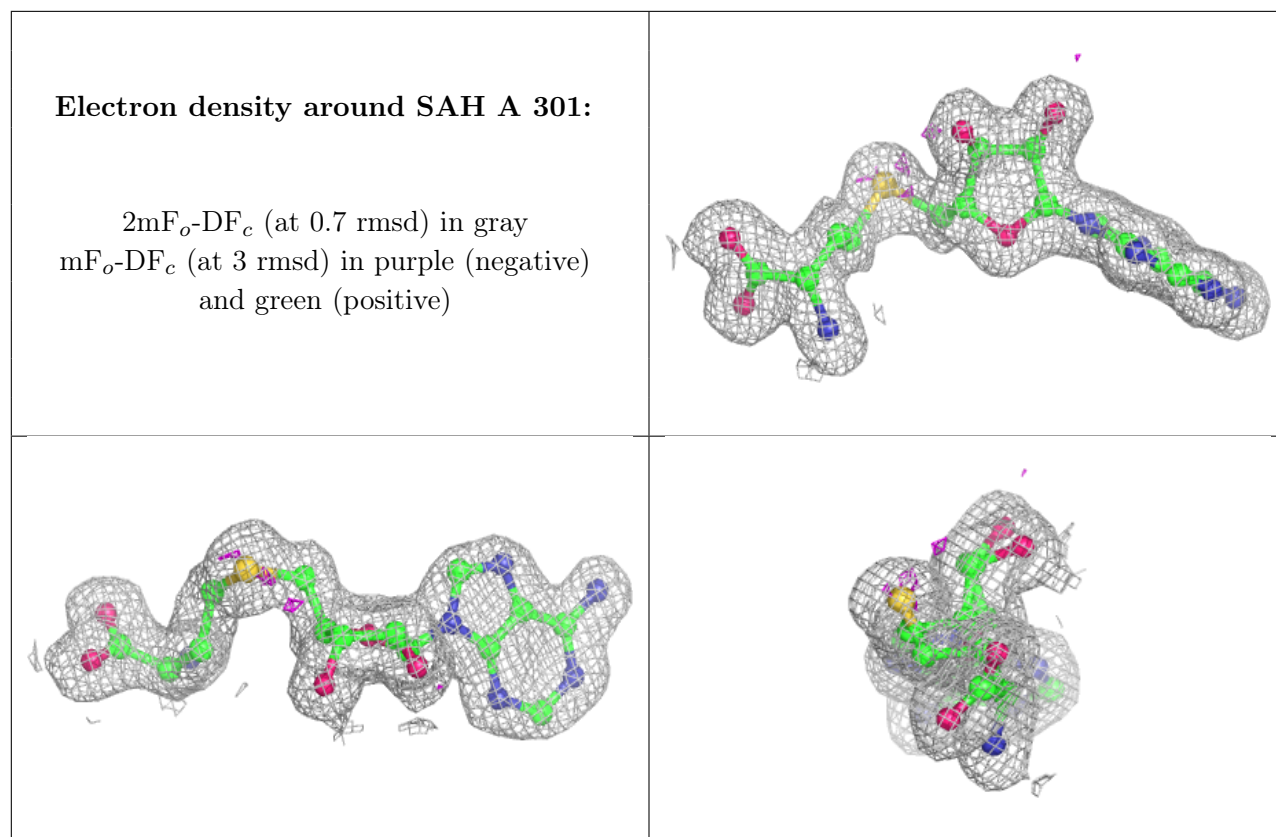 Electron density around SAH A 301:
2mFₒ-DF𝒸 (at 0.7 rmsd) in gray
mFₒ-DF𝒸 (at 3 rmsd) in purple (negative)
and green (positive)